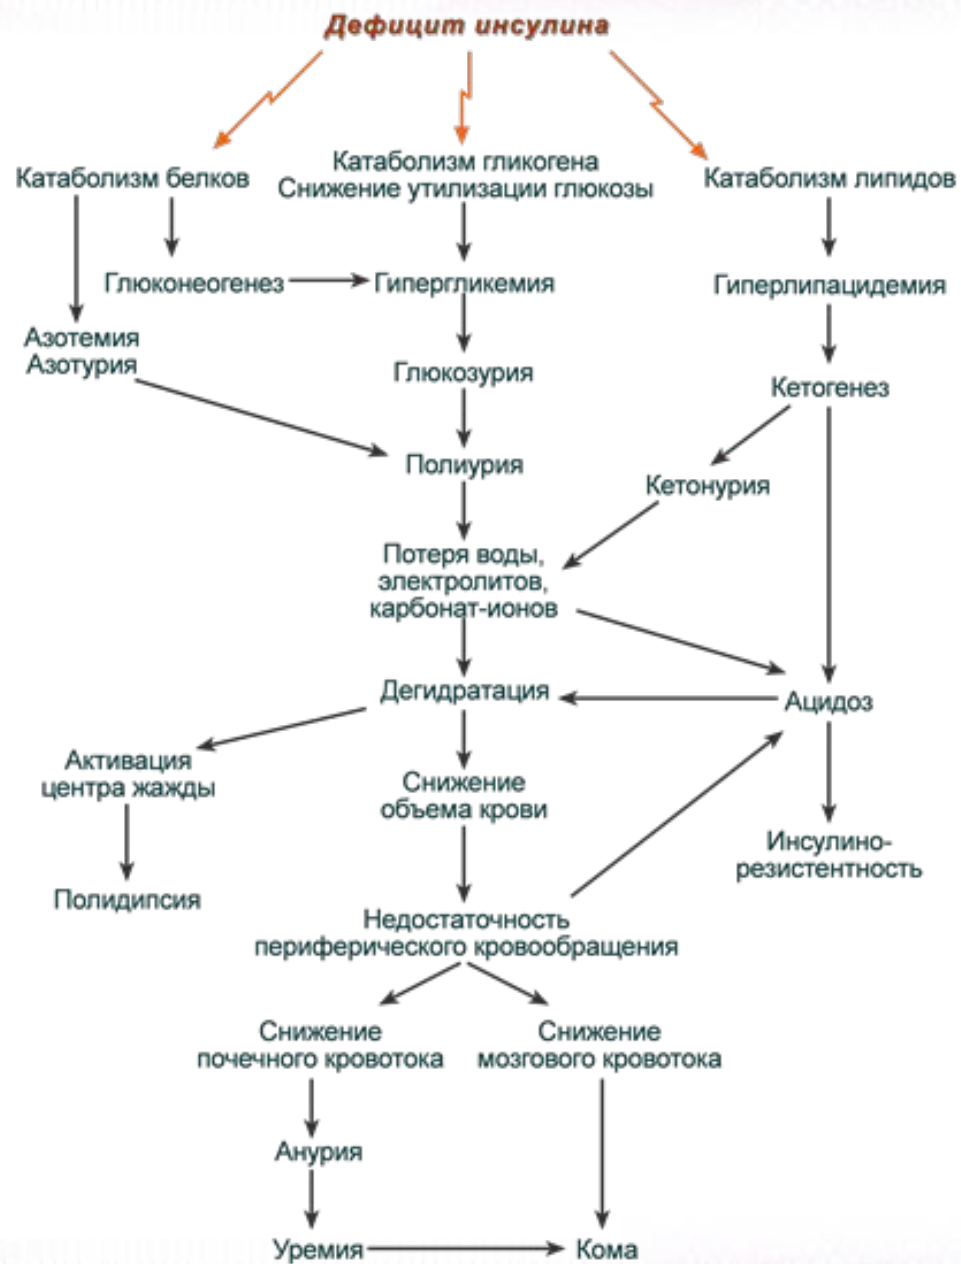 Дефицит инсулина
Катаболизм белков
Катаболизм гликогена
Снижение утилизации глюкозы
Катаболизм липидов
Глюконеогенез
Гипергликемия
Гиперлипацидемия
Азотемия
Азотурия
Глюкозурия
Кетогенез
Полиурия
Кетонурия
Потеря воды,
электролитов,
карбонат-ионов
Дегидратация
Ацидоз
Активация
центра жажды
Снижение
объема крови
Инсулино-
резистентность
Полидипсия
Недостаточность
периферического кровообращения
Снижение
почечного кровотока
Снижение
мозгового кровотока
Анурия
Уремия
Кома